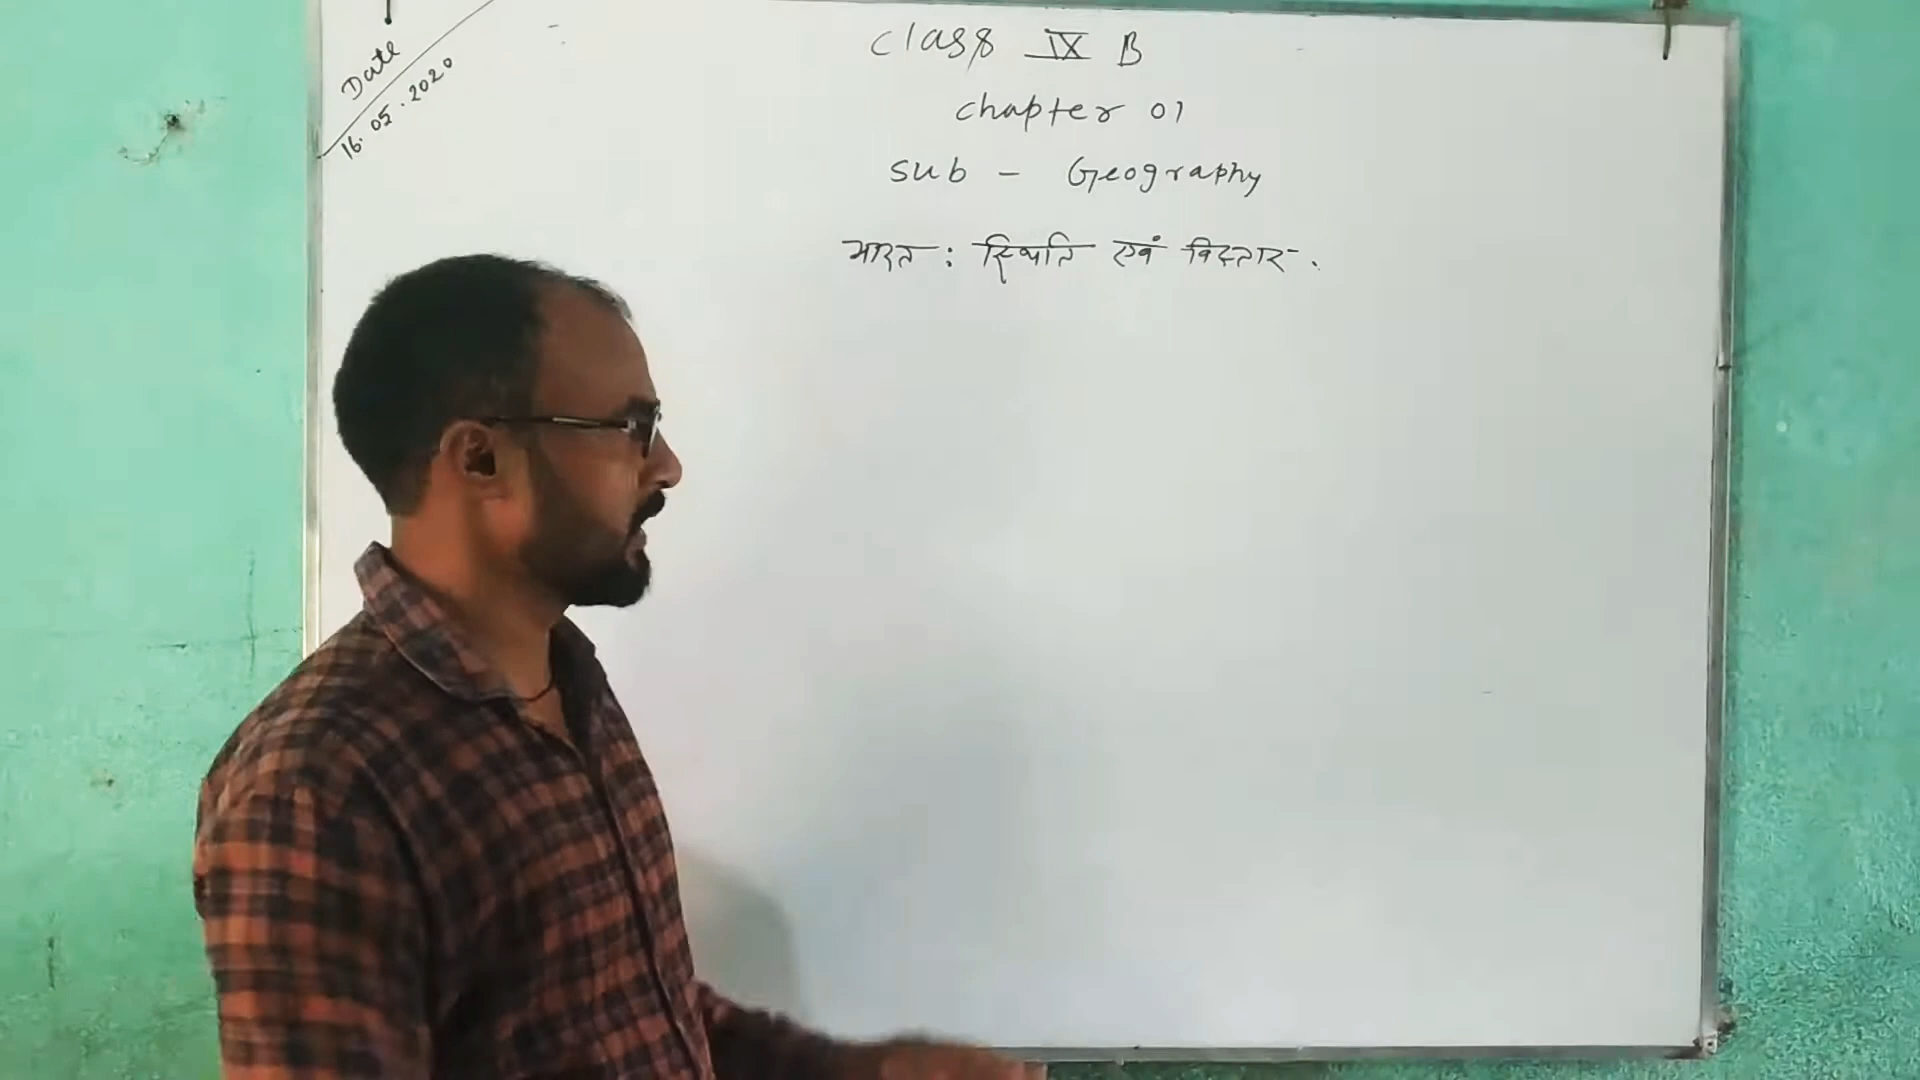 Date
16.05.2020
Class IX B
Chapter 01
Sub - Geography
भारत : स्थिति एवं विस्तार.